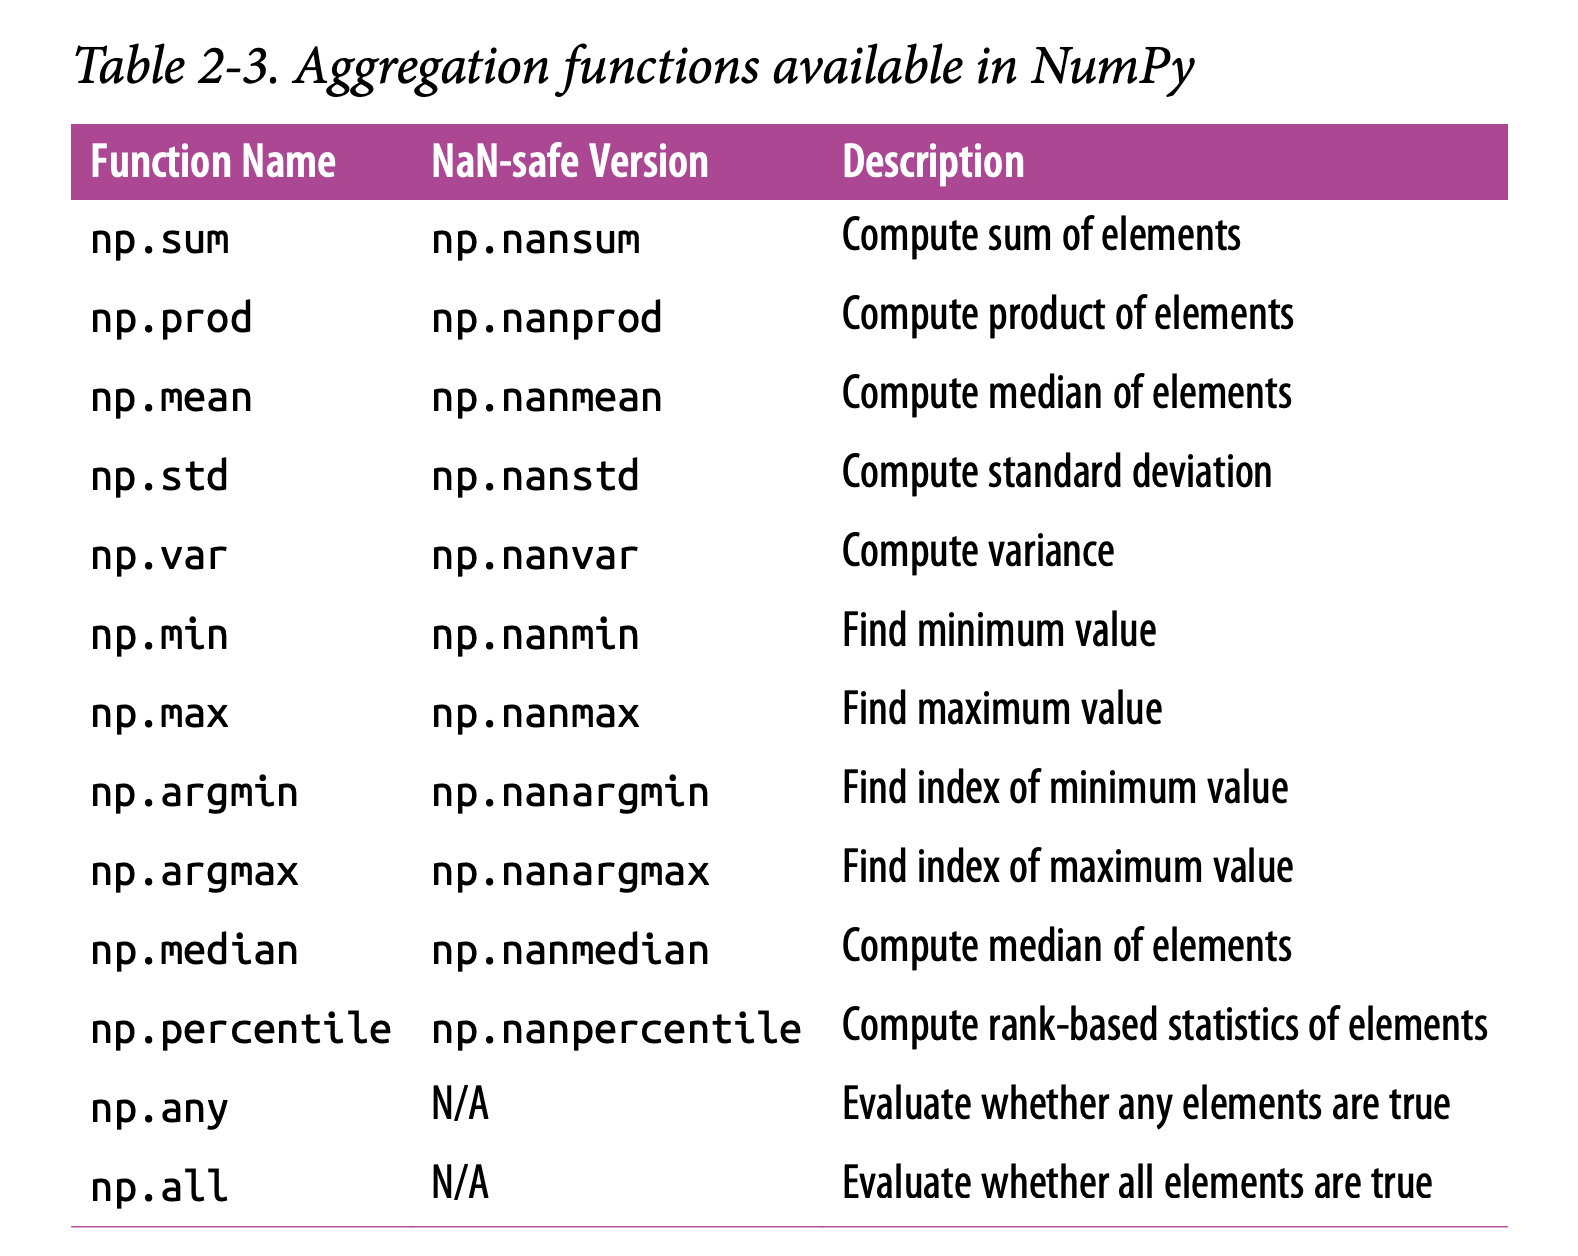 Table 2-3. Aggregation functions available in NumPy
Function Name NaN-safe Version Description
np.sum np.nansum Compute sum of elements
np.prod np.nanprod Compute product of elements
np.mean np.nanmean Compute median of elements
np.std np.nanstd Compute standard deviation
np.var np.nanvar Compute variance
np.min np.nanmin Find minimum value
np.max np.nanmax Find maximum value
np.argmin np.nanargmin Find index of minimum value
np.argmax np.nanargmax Find index of maximum value
np.median np.nanmedian Compute median of elements
np.percentile np.nanpercentile Compute rank-based statistics of elements
np.any N/A Evaluate whether any elements are true
np.all N/A Evaluate whether all elements are true